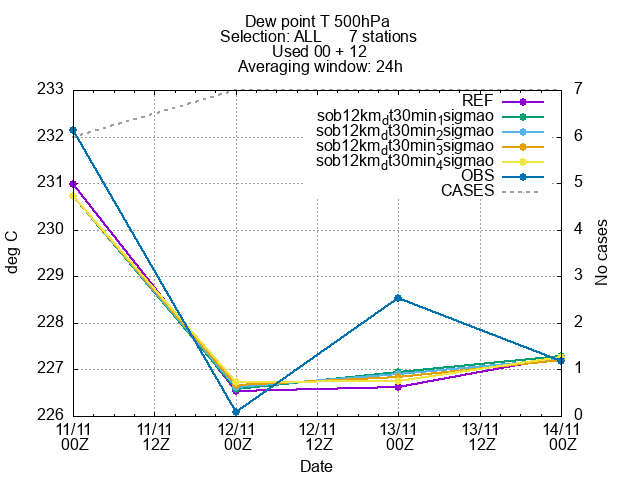 Dew point T 500hPa
Selection: ALL 7 stations
Used 00 + 12
Averaging window: 24h
REF
sob12km_dt30min_1sigmao
sob12km_dt30min_2sigmao
sob12km_dt30min_3sigmao
sob12km_dt30min_4sigmao
OBS
CASES
deg C
233
232
231
230
229
228
227
226
No cases
7
6
5
4
3
2
1
0
11/11 11/11 12/11 12/11 13/11 13/11 14/11
00Z 12Z 00Z 12Z 00Z 12Z 00Z
Date